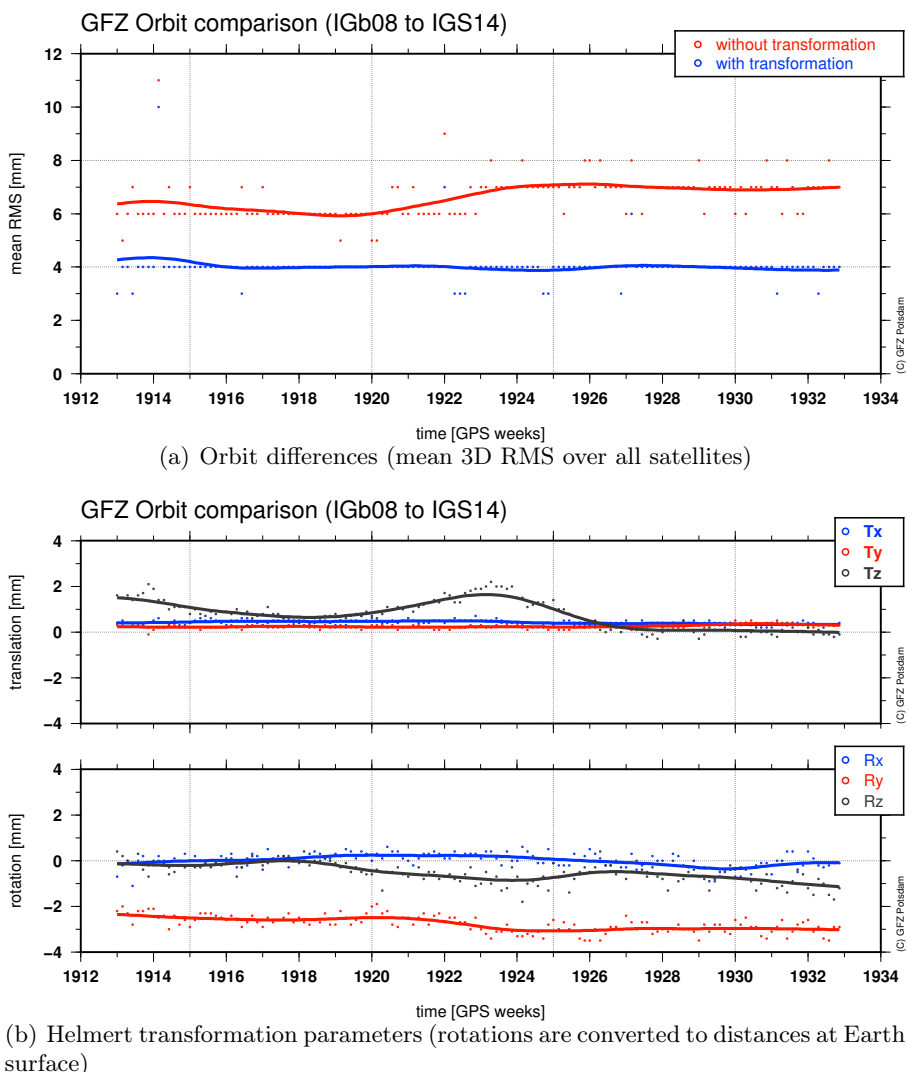 GFZ Orbit comparison (IGb08 to IGS14)
without transformation
with transformation
12
10
8
6
4
2
0
mean RMS [mm]
1912 1914 1916 1918 1920 1922 1924 1926 1928 1930 1932 1934
time [GPS weeks]
(C) GFZ Potsdam
(a) Orbit differences (mean 3D RMS over all satellites)
GFZ Orbit comparison (IGb08 to IGS14)
Tx
Ty
Tz
4
2
0
−2
−4
translation [mm]
(C) GFZ Potsdam
Rx
Ry
Rz
4
2
0
−2
−4
rotation [mm]
(C) GFZ Potsdam
1912 1914 1916 1918 1920 1922 1924 1926 1928 1930 1932 1934
time [GPS weeks]
(b) Helmert transformation parameters (rotations are converted to distances at Earth
surface)